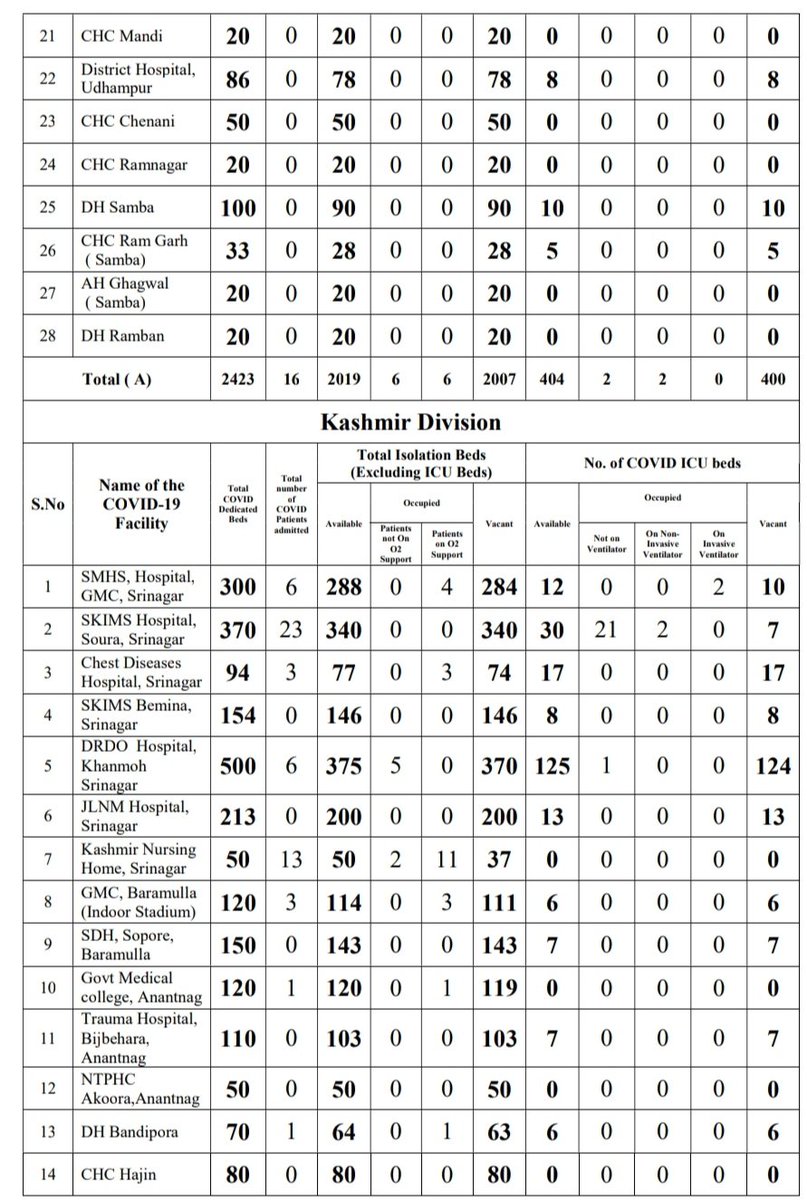 21 CHC Mandi 20 0 20 0 0 20 0 0 0 0 0
22 District Hospital, Udhampur 86 0 78 0 0 78 8 0 0 0 8
23 CHC Chenani 50 0 50 0 0 50 0 0 0 0 0
24 CHC Ramnagar 20 0 20 0 0 20 0 0 0 0 0
25 DH Samba 100 0 90 0 0 90 10 0 0 0 10
26 CHC Ram Garh ( Samba) 33 0 28 0 0 28 5 0 0 0 5
27 AH Ghagwal ( Samba) 20 0 20 0 0 20 0 0 0 0 0
28 DH Ramban 20 0 20 0 0 20 0 0 0 0 0
Total ( A) 2423 16 2019 6 6 2007 404 2 2 0 400
Kashmir Division
S.No
Name of the COVID-19 Facility
Total COVID Dedicated Beds
Total number of COVID Patients admitted
Total Isolation Beds (Excluding ICU Beds)
Available
Occupied
Patients not On O2 Support
Patients on O2 Support
Vacant
No. of COVID ICU beds
Available
Occupied
Not on Ventilator
On Non-Invasive Ventilator
On Invasive Ventilator
Vacant
1 SMHS, Hospital, GMC, Srinagar 300 6 288 0 4 284 12 0 0 2 10
2 SKIMS Hospital, Soura, Srinagar 370 23 340 0 0 340 30 21 2 0 7
3 Chest Diseases Hospital, Srinagar 94 3 77 0 3 74 17 0 0 0 17
4 SKIMS Bemina, Srinagar 154 0 146 0 0 146 8 0 0 0 8
5 DRDO Hospital, Khanmoh Srinagar 500 6 375 5 0 370 125 1 0 0 124
6 JLNM Hospital, Srinagar 213 0 200 0 0 200 13 0 0 0 13
7 Kashmir Nursing Home, Srinagar 50 13 50 2 11 37 0 0 0 0 0
8 GMC, Baramulla (Indoor Stadium) 120 3 114 0 3 111 6 0 0 0 6
9 SDH, Sopore, Baramulla 150 0 143 0 0 143 7 0 0 0 7
10 Govt Medical college, Anantnag 120 1 120 0 1 119 0 0 0 0 0
11 Trauma Hospital, Bijbehara, Anantnag 110 0 103 0 0 103 7 0 0 0 7
12 NTPHC Akoora,Anantnag 50 0 50 0 0 50 0 0 0 0 0
13 DH Bandipora 70 1 64 0 1 63 6 0 0 0 6
14 CHC Hajin 80 0 80 0 0 80 0 0 0 0 0